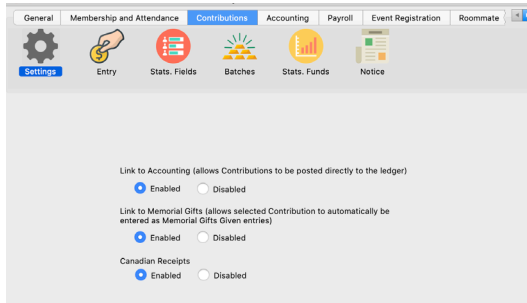 General Membership and Attendance Contributions Accounting Payroll Event Registration Roommate
Settings Entry Stats. Fields Batches Stats. Funds Notice
Link to Accounting (allows Contributions to be posted directly to the ledger)
Enabled Disabled
Link to Memorial Gifts (allows selected Contribution to automatically be
entered as Memorial Gifts Given entries)
Enabled Disabled
Canadian Receipts
Enabled Disabled